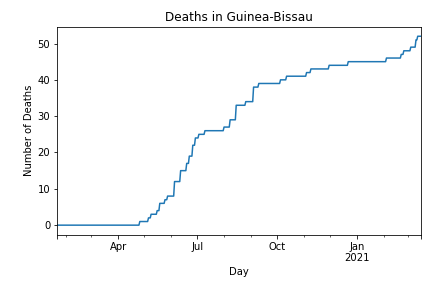 Deaths in Guinea-Bissau
50
40
30
20
10
0
Number of Deaths
Apr
Jul
Oct
Jan
2021
Day